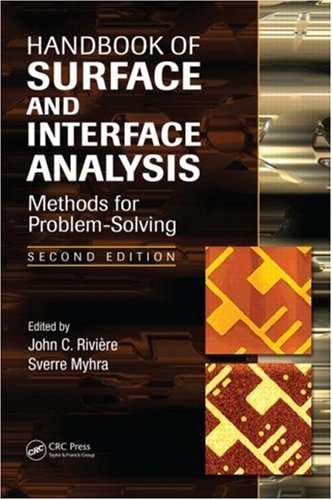 HANDBOOK OF
SURFACE
AND
INTERFACE
ANALYSIS
Methods for
Problem-Solving
SECOND EDITION
Edited by
John C. Rivière
Sverre Myhra
CRC
CRC Press
Taylor & Francis Group